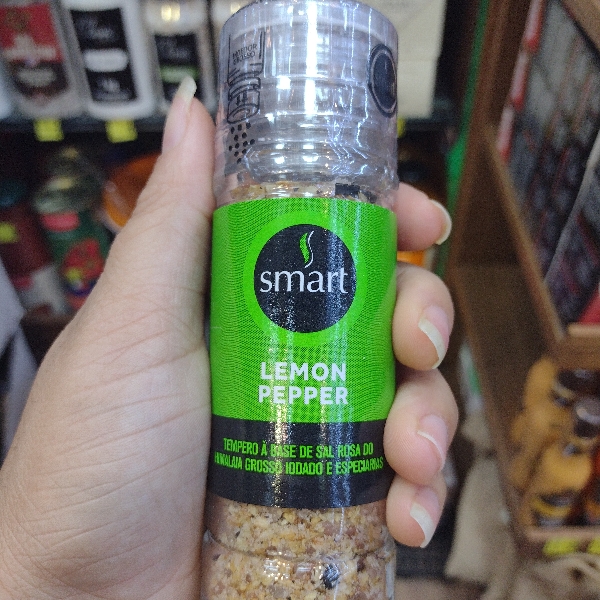 smart
LEMON
PEPPER
TEMPERO À BASE DE SAL ROSA DO
HIMALAIA GROSSO IODADO E ESPECIARIAS